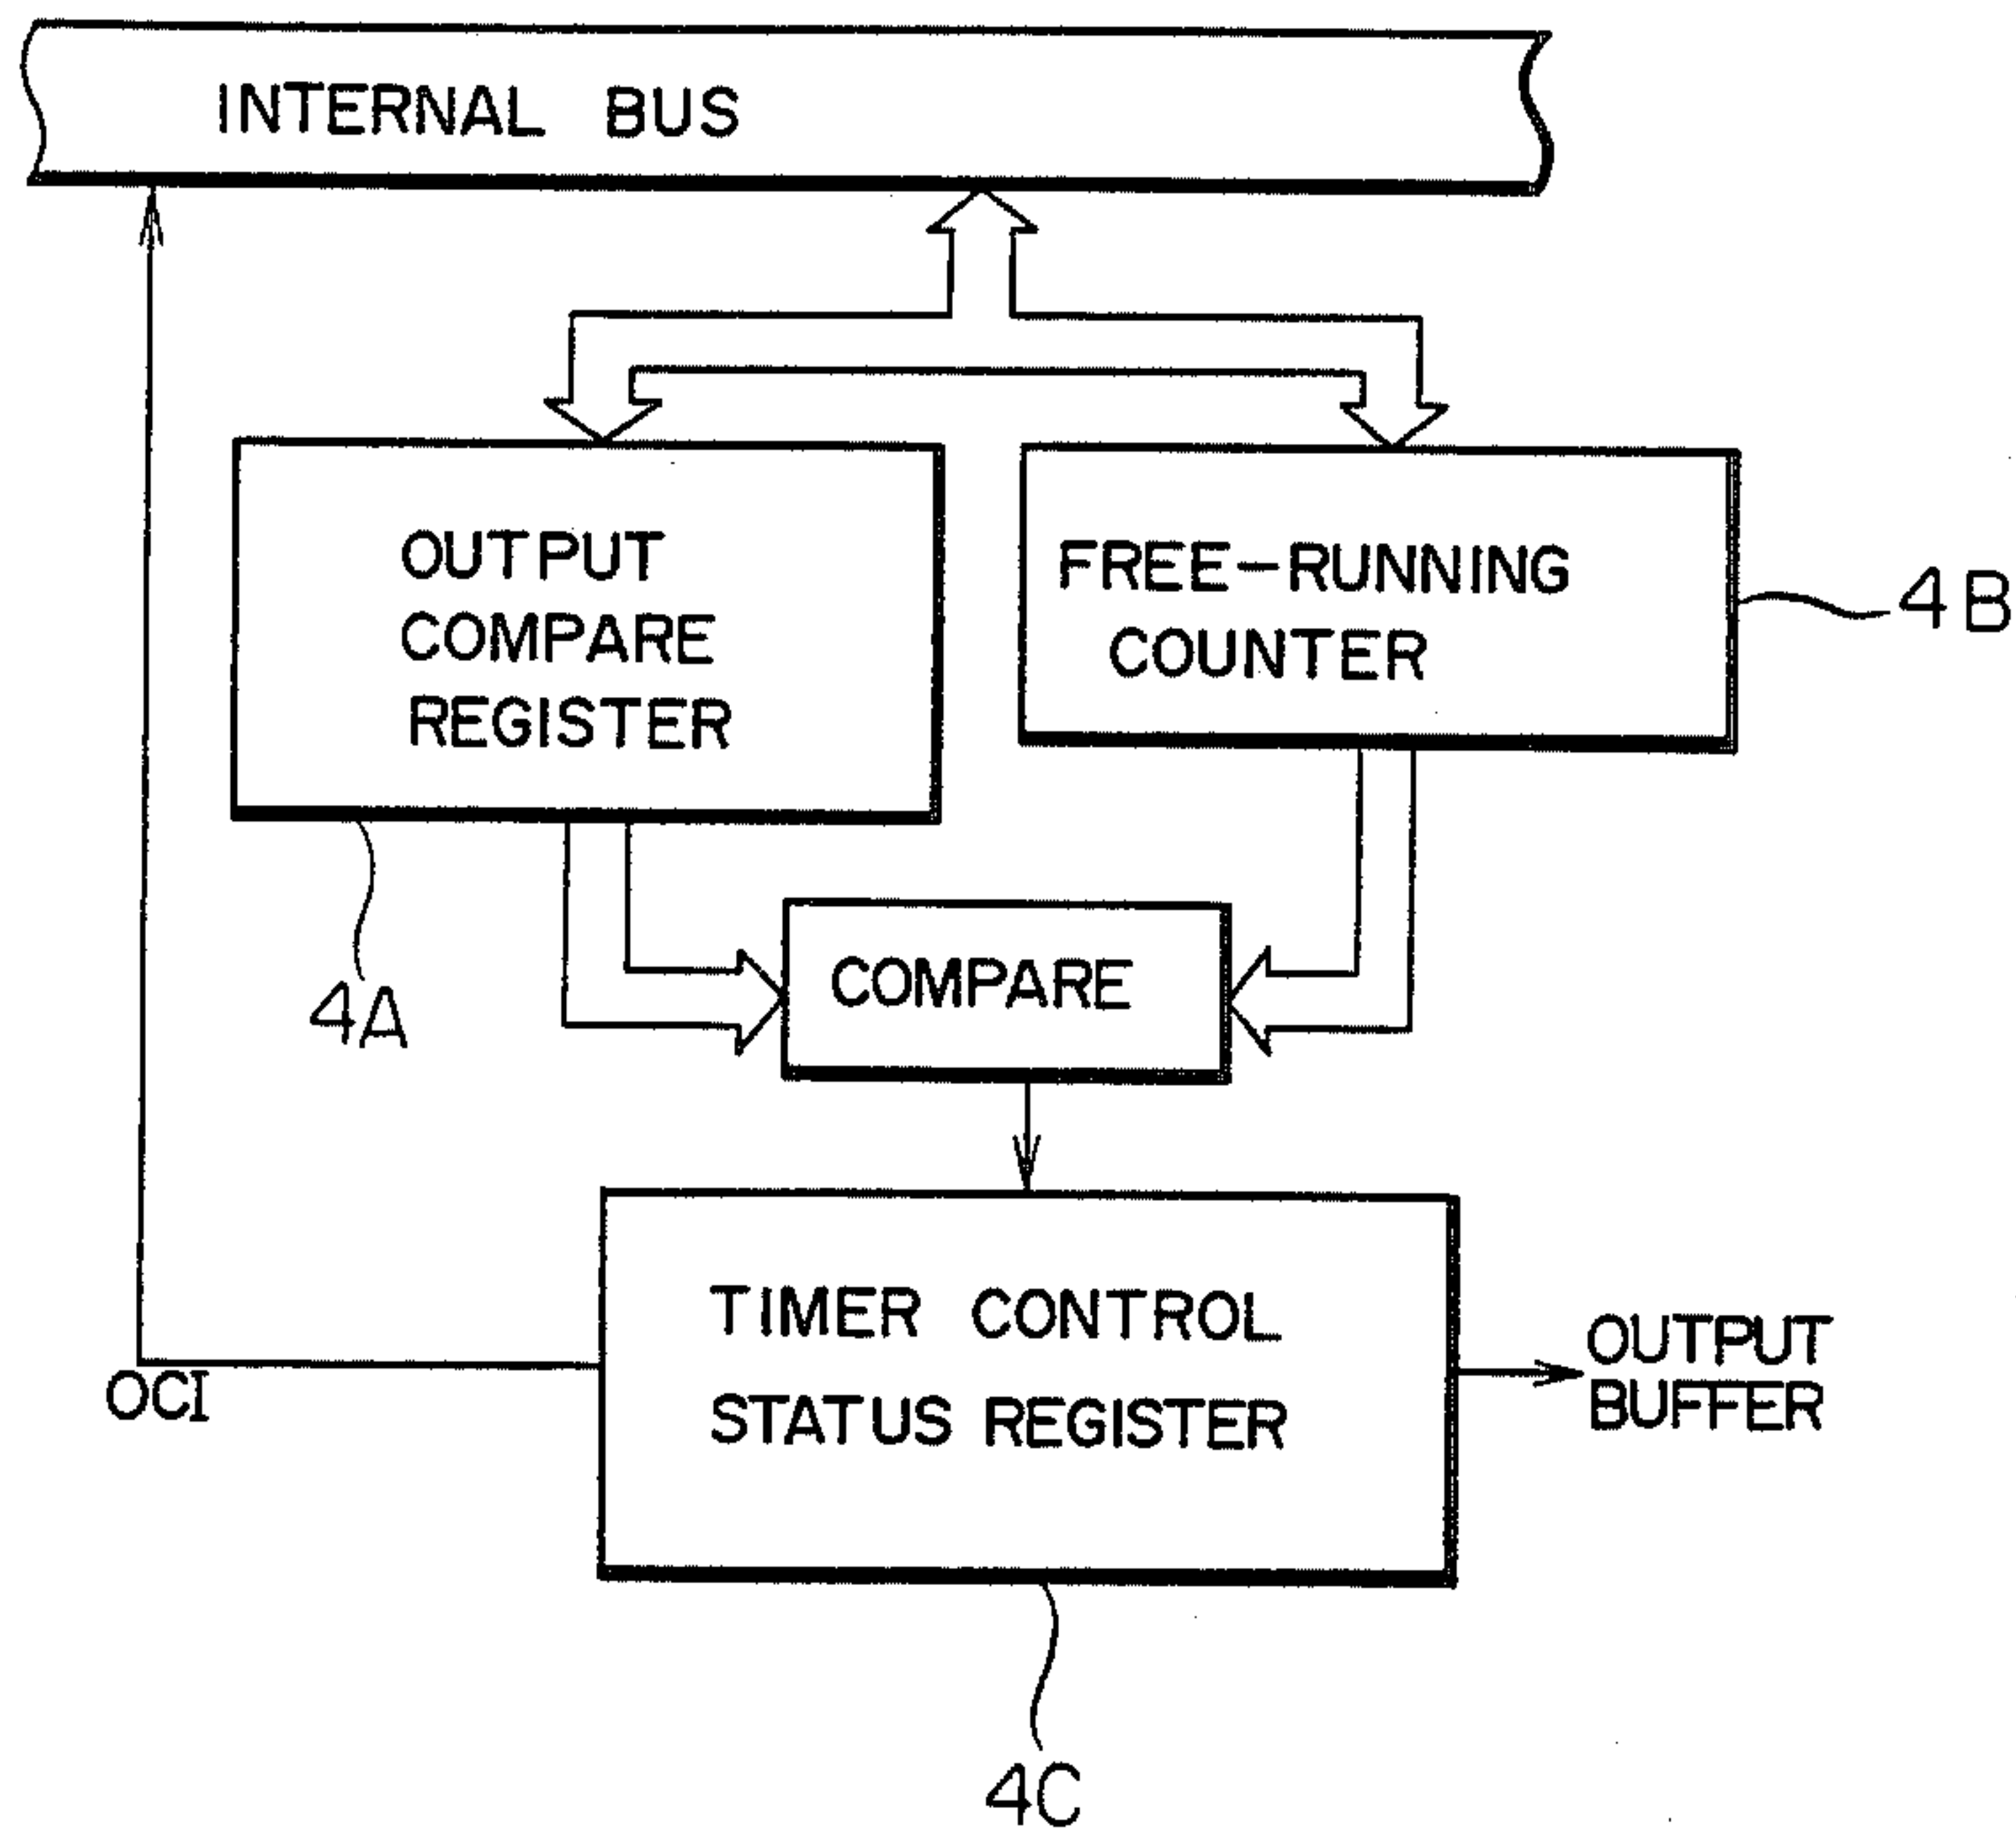 INTERNAL BUS
OUTPUT
COMPARE
REGISTER
FREE-RUNNING
COUNTER
4B
4A
COMPARE
TIMER CONTROL
STATUS REGISTER
OCI
OUTPUT
BUFFER
4C